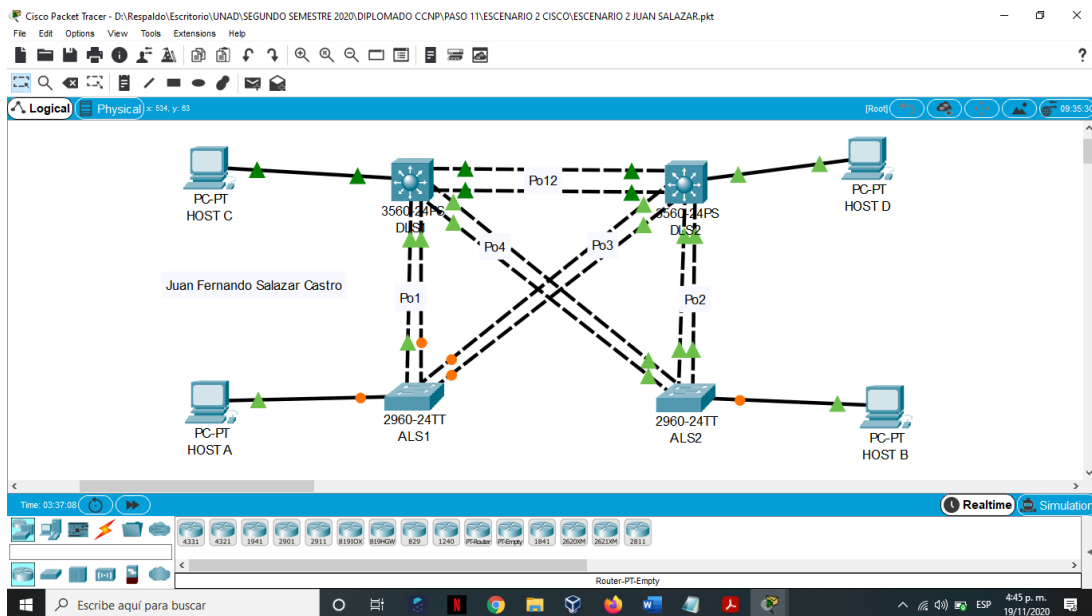 Cisco Packet Tracer - D:\Respaldo\Escritorio\UNAD\SEGUNDO SEMESTRE 2020\DIPLOMADO CCNP\PASO 11\ESCENARIO 2 CISCO\ESCENARIO 2 JUAN SALAZAR.pkt
File Edit Options View Tools Extensions Help
Logical Physical x: 534, y: 63 [Root] 09:35:30
PC-PT
HOST C
3560-24PS
DLS1
Po12
3560-24PS
DLS2
PC-PT
HOST D
Po4
Po3
Juan Fernando Salazar Castro
Po1
Po2
PC-PT
HOST A
2960-24TT
ALS1
2960-24TT
ALS2
PC-PT
HOST B
Time: 03:37:08 Realtime Simulation
4331 4321 1941 2901 2911 819IOX 819HGW 829 1240 PT-Router PT-Empty 1841 2620XM 2621XM 2811
Router-PT-Empty
Escribe aquí para buscar
ESP
4:45 p. m.
19/11/2020